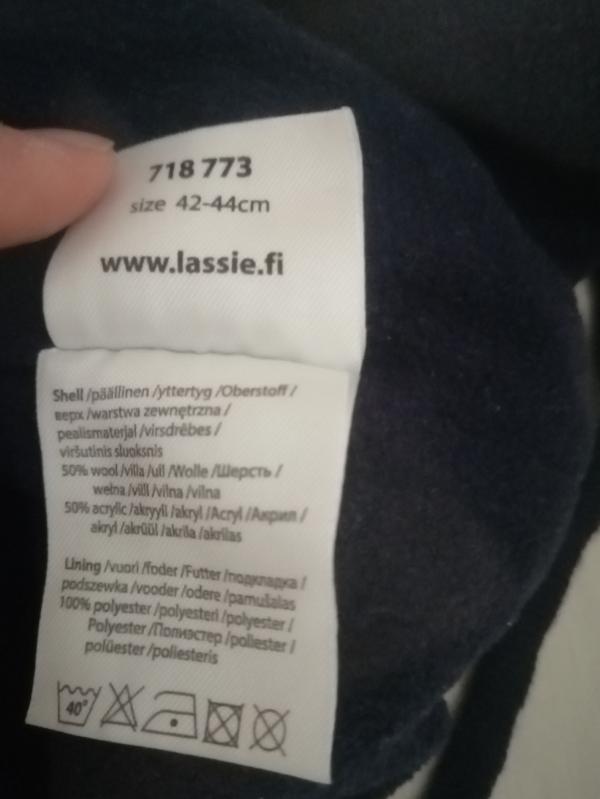 718 773
size 42-44cm
www.lassie.fi
Shell /päällinen /yttertyg /Oberstoff /
верх /warstwa zewnętrzna /
pealismaterjal /virsdrēbes /
viršutinis sluoksnis
50% wool /villa /ull /Wolle /Шерсть /
wełna /vill /vilna /vilna
50% acrylic /akryyli /akryl /Acryl /Акрил /
akryl /akrüül /akrila /akrilas
Lining /vuori /foder /Futter /подкладка /
podszewka /vooder /odere /pamušalas
100% polyester /polyesteri /polyester /
Polyester /Полиэстер /poliester /
polüester /poliesteris
40°